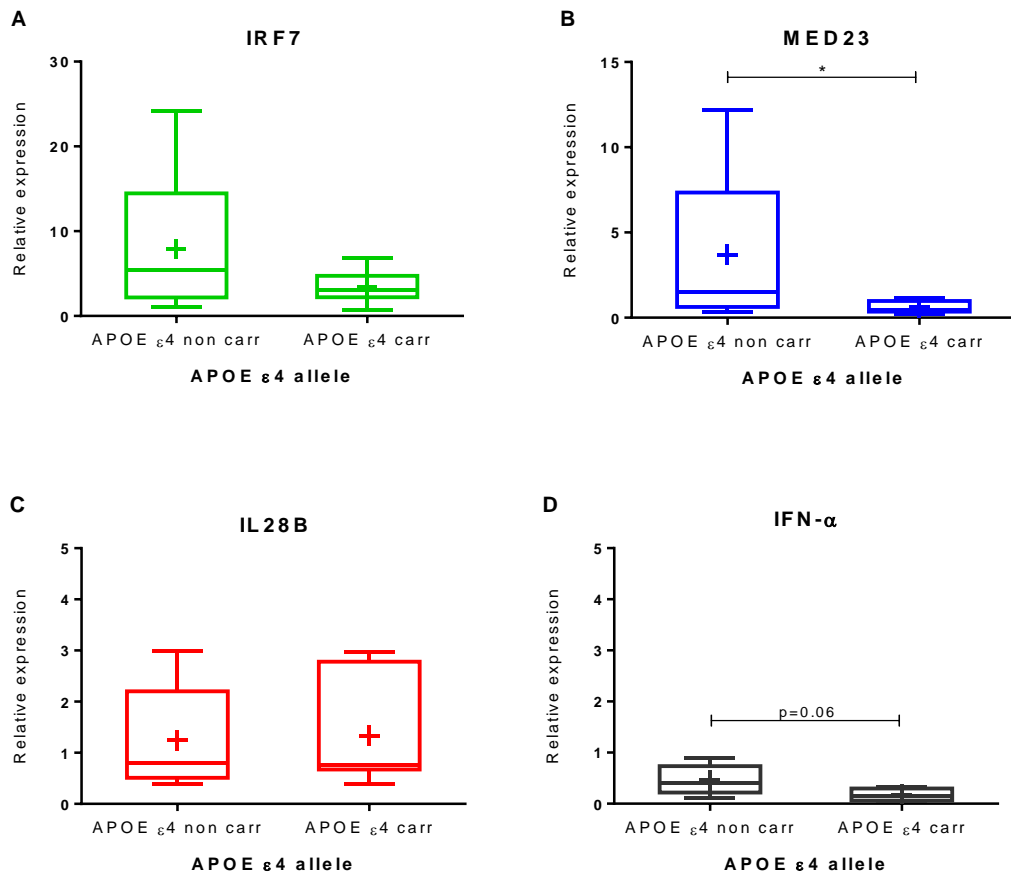 A
IRF7
Relative expression
30
20
10
0
APOE ε4 non carr
APOE ε4 carr
APOE ε4 allele
B
MED23
Relative expression
15
10
5
0
*
APOE ε4 non carr
APOE ε4 carr
APOE ε4 allele
C
IL28B
Relative expression
5
4
3
2
1
0
APOE ε4 non carr
APOE ε4 carr
APOE ε4 allele
D
IFN-α
Relative expression
5
4
3
2
1
0
p=0.06
APOE ε4 non carr
APOE ε4 carr
APOE ε4 allele